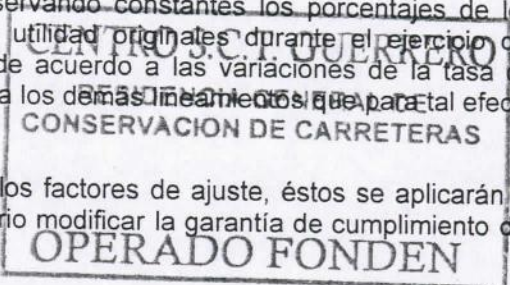 servando constantes los porcentajes de l
utilidad originales durante el ejercicio d
CENTRO S.C.T. GUERRERO
de acuerdo a las variaciones de la tasa
a los demás lineamientos que para tal efec
RESIDENCIA GENERAL DE
CONSERVACION DE CARRETERAS
los factores de ajuste, éstos se aplicarán
rio modificar la garantía de cumplimiento
OPERADO FONDEN